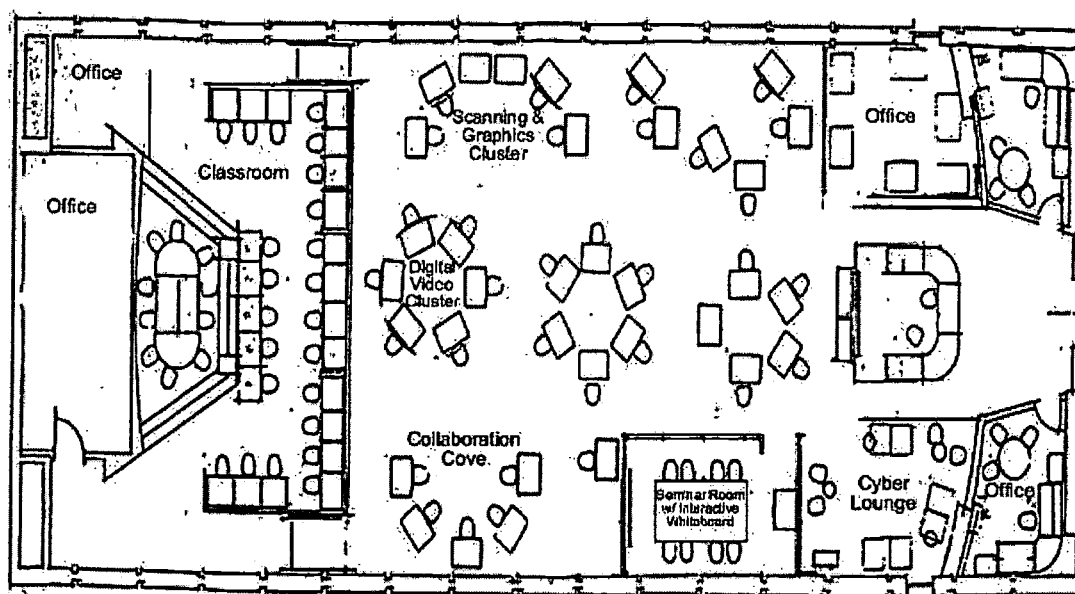 Office
Scanning &
Graphics
Cluster
Office
Classroom
Office
Digital
Video
Cluster
Collaboration
Cove
Seminar Room
w/ Interactive
Whiteboard
Cyber
Lounge
Office